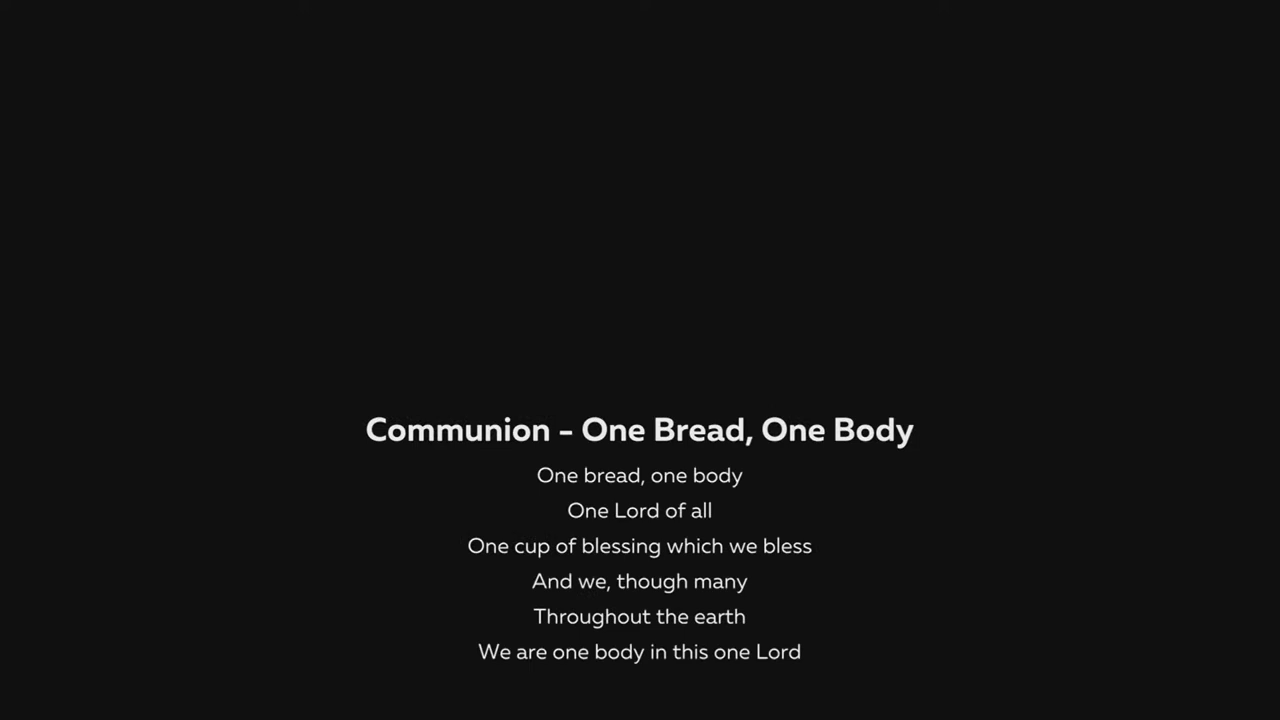 Communion - One Bread, One Body
One bread, one body
One Lord of all
One cup of blessing which we bless
And we, though many
Throughout the earth
We are one body in this one Lord